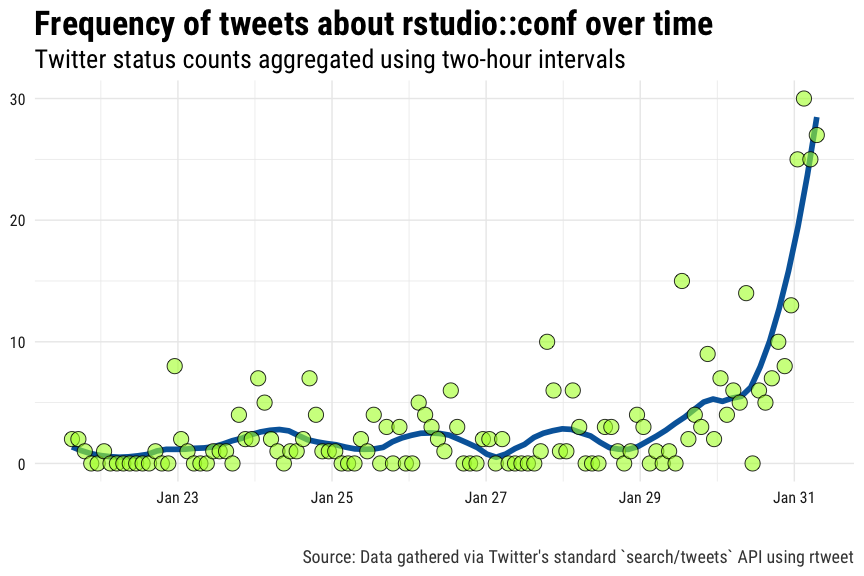 Frequency of tweets about rstudio::conf over time
Twitter status counts aggregated using two-hour intervals
30
20
10
0
Jan 23 Jan 25 Jan 27 Jan 29 Jan 31
Source: Data gathered via Twitter's standard `search/tweets` API using rtweet